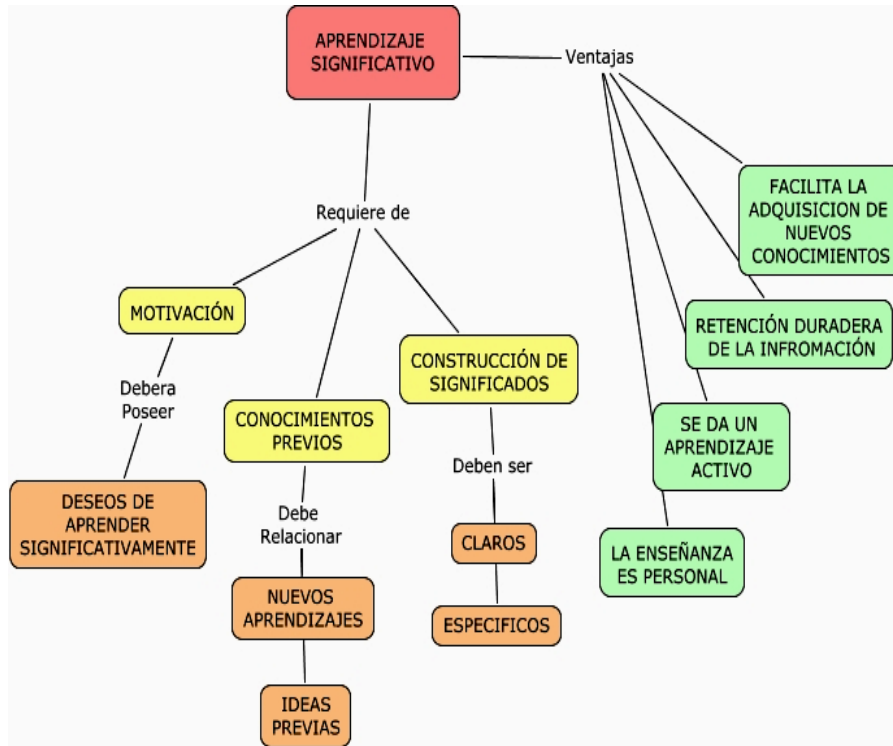 APRENDIZAJE
SIGNIFICATIVO
Ventajas
Requiere de
MOTIVACIÓN
Debera
Poseer
DESEOS DE
APRENDER
SIGNIFICATIVAMENTE
CONOCIMIENTOS
PREVIOS
Debe
Relacionar
NUEVOS
APRENDIZAJES
IDEAS
PREVIAS
CONSTRUCCIÓN DE
SIGNIFICADOS
Deben ser
CLAROS
ESPECIFICOS
FACILITA LA
ADQUISICION DE
NUEVOS
CONOCIMIENTOS
RETENCIÓN DURADERA
DE LA INFROMACIÓN
SE DA UN
APRENDIZAJE
ACTIVO
LA ENSEÑANZA
ES PERSONAL